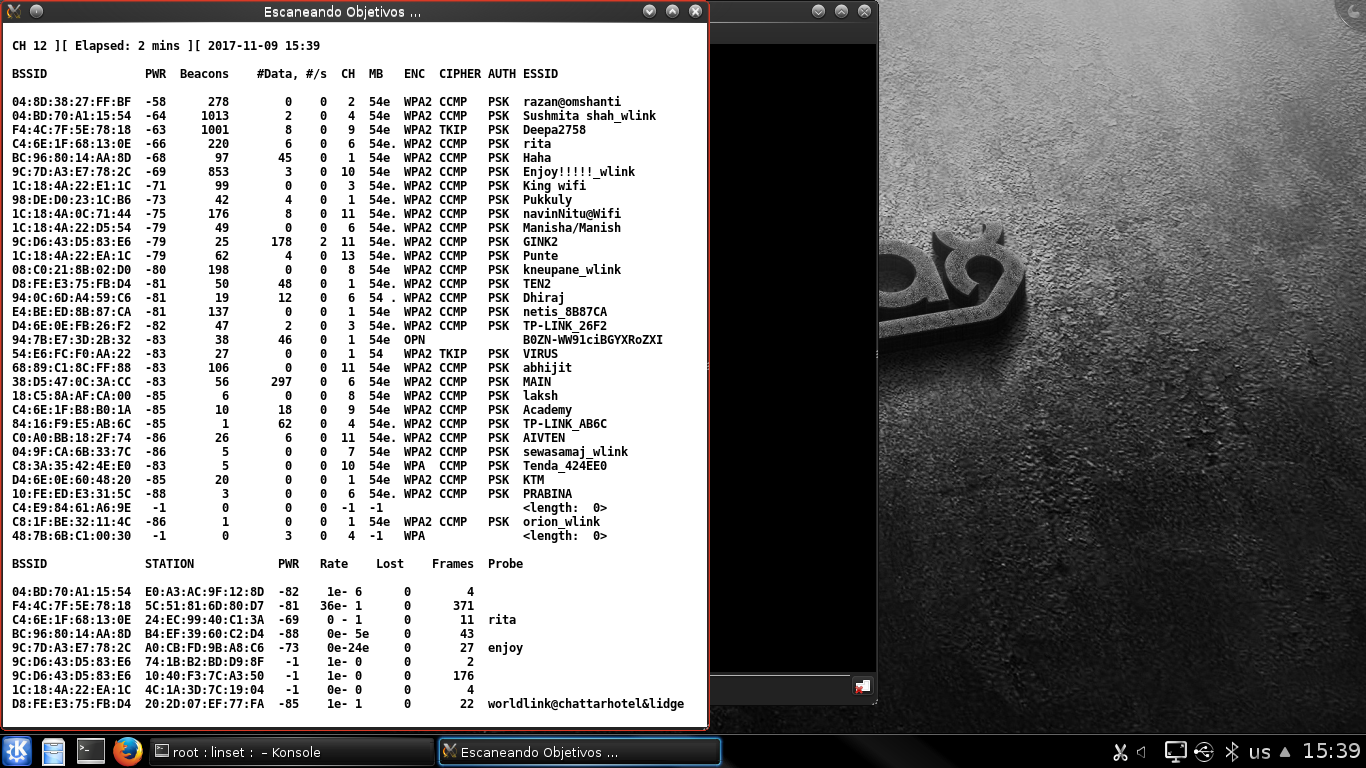 Escaneando Objetivos ...
CH 12 ][ Elapsed: 2 mins ][ 2017-11-09 15:39
BSSID PWR Beacons #Data, #/s CH MB ENC CIPHER AUTH ESSID
04:8D:38:27:FF:BF -58 278 0 0 2 54e WPA2 CCMP PSK razan@omshanti
04:BD:70:A1:15:54 -64 1013 2 0 4 54e WPA2 CCMP PSK Sushmita shah_wlink
F4:4C:7F:5E:78:18 -63 1001 8 0 9 54e WPA2 TKIP PSK Deepa2758
C4:6E:1F:68:13:0E -66 220 6 0 6 54e. WPA2 CCMP PSK rita
BC:96:80:14:AA:8D -68 97 45 0 1 54e WPA2 CCMP PSK Haha
9C:7D:A3:E7:78:2C -69 853 3 0 10 54e WPA2 CCMP PSK Enjoy!!!!!_wlink
1C:18:4A:22:E1:1C -71 99 0 0 3 54e. WPA2 CCMP PSK King wifi
98:DE:D0:23:1C:B6 -73 42 4 0 1 54e. WPA2 CCMP PSK Pukkuly
1C:18:4A:0C:71:44 -75 176 8 0 11 54e. WPA2 CCMP PSK navinNitu@Wifi
1C:18:4A:22:D5:54 -79 49 0 0 6 54e. WPA2 CCMP PSK Manisha/Manish
9C:D6:43:D5:83:E6 -79 25 178 2 11 54e. WPA2 CCMP PSK GINK2
1C:18:4A:22:EA:1C -79 62 4 0 13 54e. WPA2 CCMP PSK Punte
08:C0:21:8B:02:D0 -80 198 0 0 8 54e WPA2 CCMP PSK kneupane_wlink
D8:FE:E3:75:FB:D4 -81 50 48 0 1 54e. WPA2 CCMP PSK TEN2
94:0C:6D:A4:59:C6 -81 19 12 0 6 54 . WPA2 CCMP PSK Dhiraj
E4:BE:ED:8B:87:CA -81 137 0 0 1 54e WPA2 CCMP PSK netis_8B87CA
D4:6E:0E:FB:26:F2 -82 47 2 0 3 54e. WPA2 CCMP PSK TP-LINK_26F2
94:7B:E7:3D:2B:32 -83 38 46 0 1 54e OPN B0ZN-WW91ciBGYXRoZXI
54:E6:FC:F0:AA:22 -83 27 0 0 1 54 WPA2 TKIP PSK VIRUS
68:89:C1:8C:FF:88 -83 106 0 0 11 54e WPA2 CCMP PSK abhijit
38:D5:47:0C:3A:CC -83 56 297 0 6 54e WPA2 CCMP PSK MAIN
18:C5:8A:AF:CA:00 -85 6 0 0 8 54e WPA2 CCMP PSK laksh
C4:6E:1F:B8:B0:1A -85 10 18 0 9 54e WPA2 CCMP PSK Academy
84:16:F9:E5:AB:6C -85 1 62 0 4 54e. WPA2 CCMP PSK TP-LINK_AB6C
C0:A0:BB:18:2F:74 -86 26 6 0 11 54e WPA2 CCMP PSK AIVTEN
04:9F:CA:6B:33:7C -86 5 0 0 7 54e WPA2 CCMP PSK sewasamaj_wlink
C8:3A:35:42:4E:E0 -83 5 0 0 10 54e WPA CCMP PSK Tenda_424EE0
D4:6E:0E:60:48:20 -85 20 0 0 1 54e WPA2 CCMP PSK KTM
10:FE:ED:E3:31:5C -88 3 0 0 6 54e. WPA2 CCMP PSK PRABINA
C4:E9:84:61:A6:9E -1 0 0 0 -1 -1 <length: 0>
C8:1F:BE:32:11:4C -86 1 0 0 1 54e WPA2 CCMP PSK orion_wlink
48:7B:6B:C1:00:30 -1 0 3 0 4 -1 WPA <length: 0>
BSSID STATION PWR Rate Lost Frames Probe
04:BD:70:A1:15:54 E0:A3:AC:9F:12:8D -82 1e- 6 0 4
F4:4C:7F:5E:78:18 5C:51:81:6D:80:D7 -81 36e- 1 0 371
C4:6E:1F:68:13:0E 24:EC:99:40:C1:3A -69 0 - 1 0 11 rita
BC:96:80:14:AA:8D B4:EF:39:60:C2:D4 -88 0e- 5e 0 43
9C:7D:A3:E7:78:2C A0:CB:FD:9B:A8:C6 -73 0e-24e 0 27 enjoy
9C:D6:43:D5:83:E6 74:1B:B2:BD:D9:8F -1 1e- 0 0 2
9C:D6:43:D5:83:E6 10:40:F3:7C:A3:50 -1 1e- 0 0 176
1C:18:4A:22:EA:1C 4C:1A:3D:7C:19:04 -1 0e- 0 0 4
D8:FE:E3:75:FB:D4 20:2D:07:EF:77:FA -85 1e- 1 0 22 worldlink@chattarhotel&lidge
root : linset : – Konsole
Escaneando Objetivos ...
us
15:39